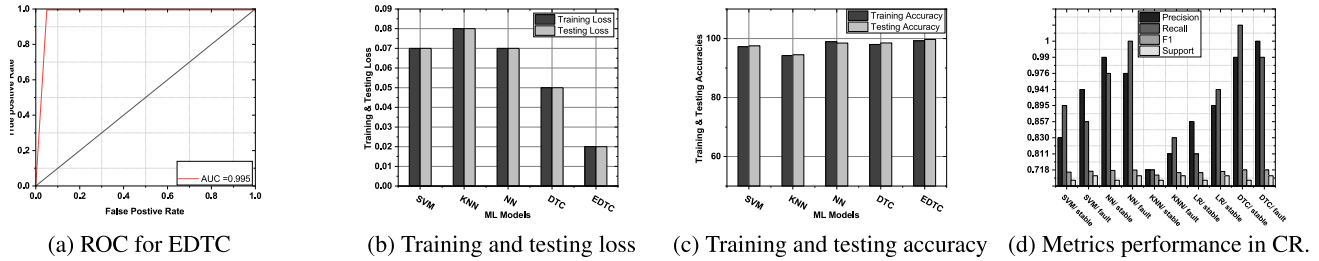 1.0
0.8
0.6
0.4
0.2
0.0
True positive Rate
AUC =0.995
0.0 0.2 0.4 0.6 0.8 1.0
False Postive Rate
(a) ROC for EDTC
0.10
0.09
0.08
0.07
0.06
0.05
0.04
0.03
0.02
0.01
0.00
Training & Testing Loss
Training Loss
Testing Loss
SVM KNN NN DTC EDTC
ML Models
(b) Training and testing loss
100
80
60
Training & Testing Accuracies
Training Accuracy
Testing Accuracy
SVM KNN NN DTC EDTC
ML Models
(c) Training and testing accuracy
1
0.99
0.976
0.941
0.895
0.857
0.830
0.811
0.718
Precision
Recall
F1
Support
SVM/ stable
SVM/ fault
NN/ stable
NN/ fault
KNN/ stable
KNN/ fault
LR/ stable
LR/ stable
DTC/ stable
DTC/ fault
(d) Metrics performance in CR.